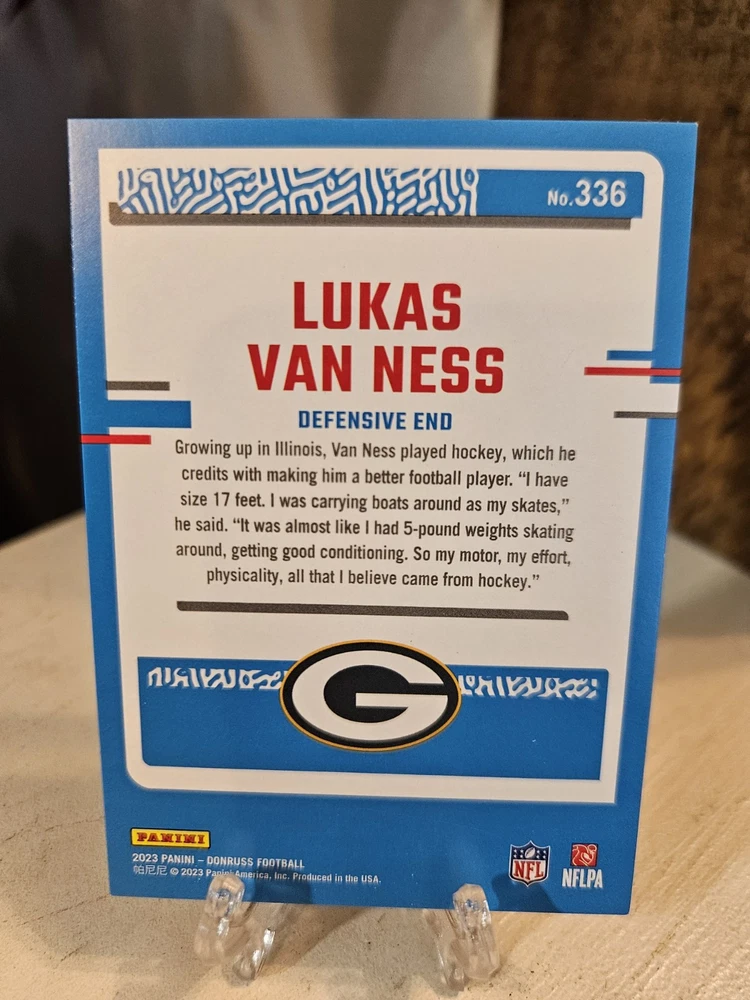 No.336
LUKAS
VAN NESS
DEFENSIVE END
Growing up in Illinois, Van Ness played hockey, which he
credits with making him a better football player. “I have
size 17 feet. I was carrying boats around as my skates,”
he said. “It was almost like I had 5-pound weights skating
around, getting good conditioning. So my motor, my effort,
physicality, all that I believe came from hockey.”
G
PANINI
2023 PANINI – DONRUSS FOOTBALL
帕尼尼 © 2023 Panini America, Inc. Produced in the USA.
NFL
NFLPA